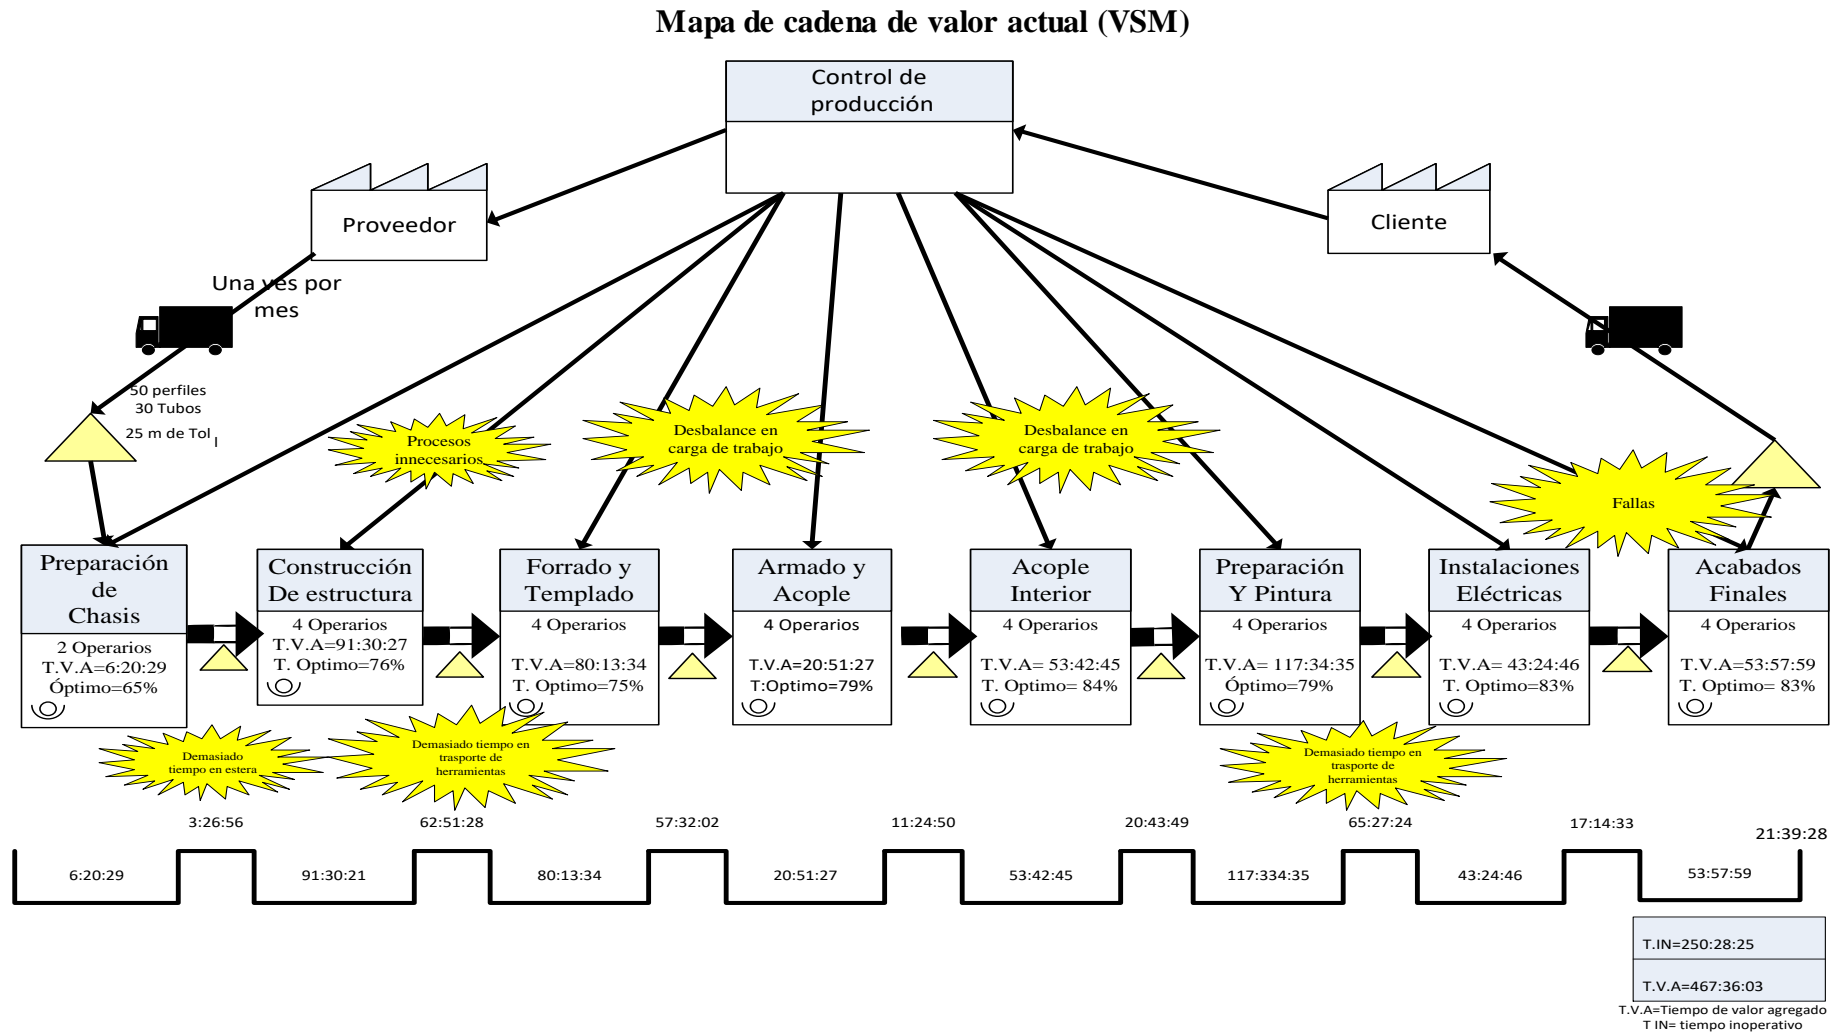 Mapa de cadena de valor actual (VSM)
Control de
producción
Proveedor
Cliente
Una ves por
mes
50 perfiles
30 Tubos
25 m de Tol
l
Procesos
innecesarios
Desbalance en
carga de trabajo
Desbalance en
carga de trabajo
Fallas
Preparación
de
Chasis
2 Operarios
T.V.A=6:20:29
Óptimo=65%
Construcción
De estructura
4 Operarios
T.V.A=91:30:27
T. Optimo=76%
Forrado y
Templado
4 Operarios
T.V.A=80:13:34
T. Optimo=75%
Armado y
Acople
4 Operarios
T.V.A=20:51:27
T:Optimo=79%
Acople
Interior
4 Operarios
T.V.A= 53:42:45
T. Optimo= 84%
Preparación
Y Pintura
4 Operarios
T.V.A= 117:34:35
Óptimo=79%
Instalaciones
Eléctricas
4 Operarios
T.V.A= 43:24:46
T. Optimo=83%
Acabados
Finales
4 Operarios
T.V.A=53:57:59
T. Optimo= 83%
Demasiado
tiempo en estera
Demasiado tiempo en
trasporte de
herramientas
Demasiado tiempo en
trasporte de
herramientas
3:26:56
62:51:28
57:32:02
11:24:50
20:43:49
65:27:24
17:14:33
21:39:28
6:20:29
91:30:21
80:13:34
20:51:27
53:42:45
117:334:35
43:24:46
53:57:59
T.IN=250:28:25
T.V.A=467:36:03
T.V.A=Tiempo de valor agregado
T IN= tiempo inoperativo